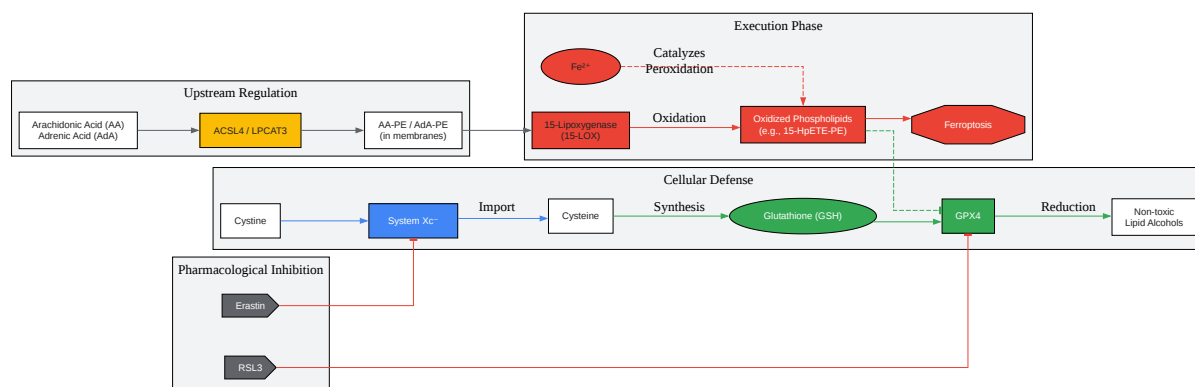 Execution Phase
Fe²⁺
Catalyzes
Peroxidation
Upstream Regulation
Arachidonic Acid (AA)
Adrenic Acid (AdA)
ACSL4 / LPCAT3
AA-PE / AdA-PE
(in membranes)
15-Lipoxygenase
(15-LOX)
Oxidation
Oxidized Phospholipids
(e.g., 15-HpETE-PE)
Ferroptosis
Cellular Defense
Cystine
System Xc⁻
Import
Cysteine
Synthesis
Glutathione (GSH)
GPX4
Reduction
Non-toxic
Lipid Alcohols
Pharmacological Inhibition
Erastin
RSL3